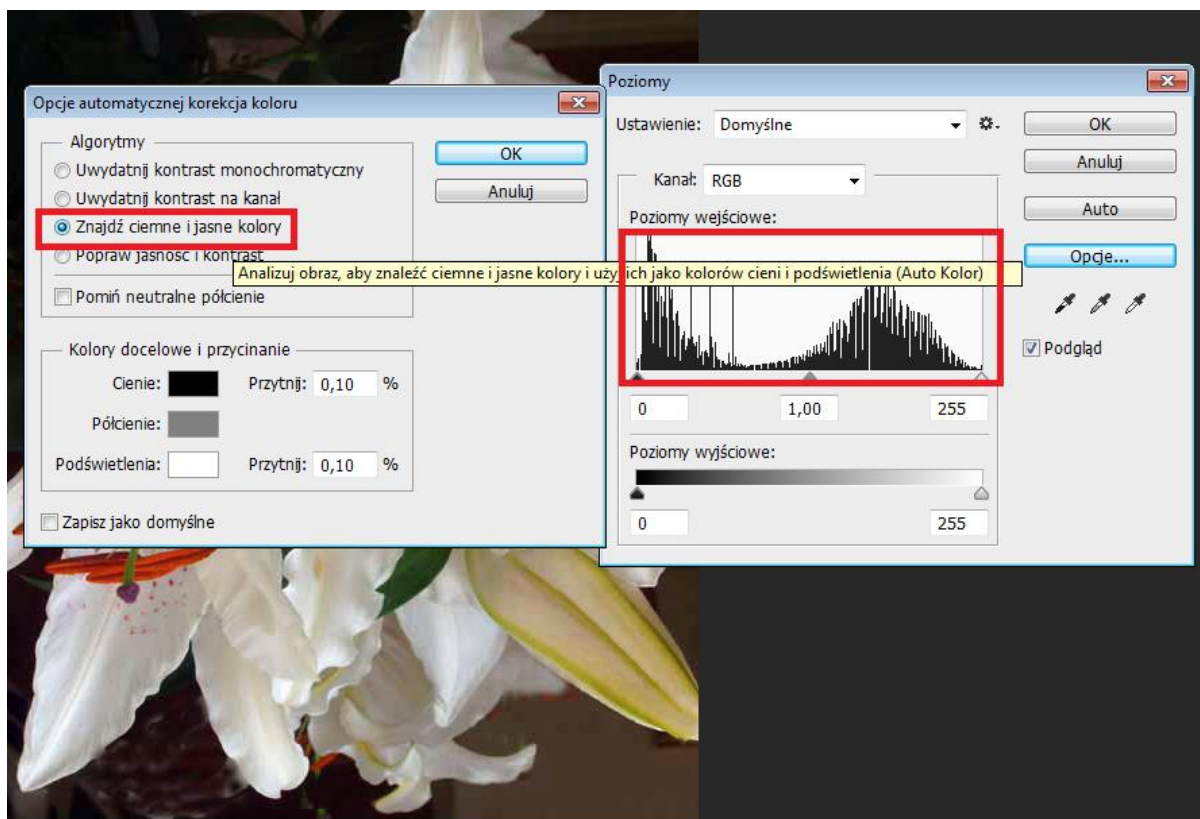 Opcje automatycznej korekcja koloru
Algorytmy
Uwydatnij kontrast monochromatyczny
Uwydatnij kontrast na kanał
Znajdź ciemne i jasne kolory
Popraw jasność i kontrast
Analizuj obraz, aby znaleźć ciemne i jasne kolory i użyj ich jako kolorów cieni i podświetlenia (Auto Kolor)
Pomiń neutralne półcienie
OK
Anuluj
Kolory docelowe i przycinanie
Cienie: Przytnij: 0,10 %
Półcienie:
Podświetlenia: Przytnij: 0,10 %
Zapisz jako domyślne
Poziomy
Ustawienie: Domyślne
Kanał: RGB
Poziomy wejściowe:
0 1,00 255
Poziomy wyjściowe:
0 255
OK
Anuluj
Auto
Opcje...
Podgląd